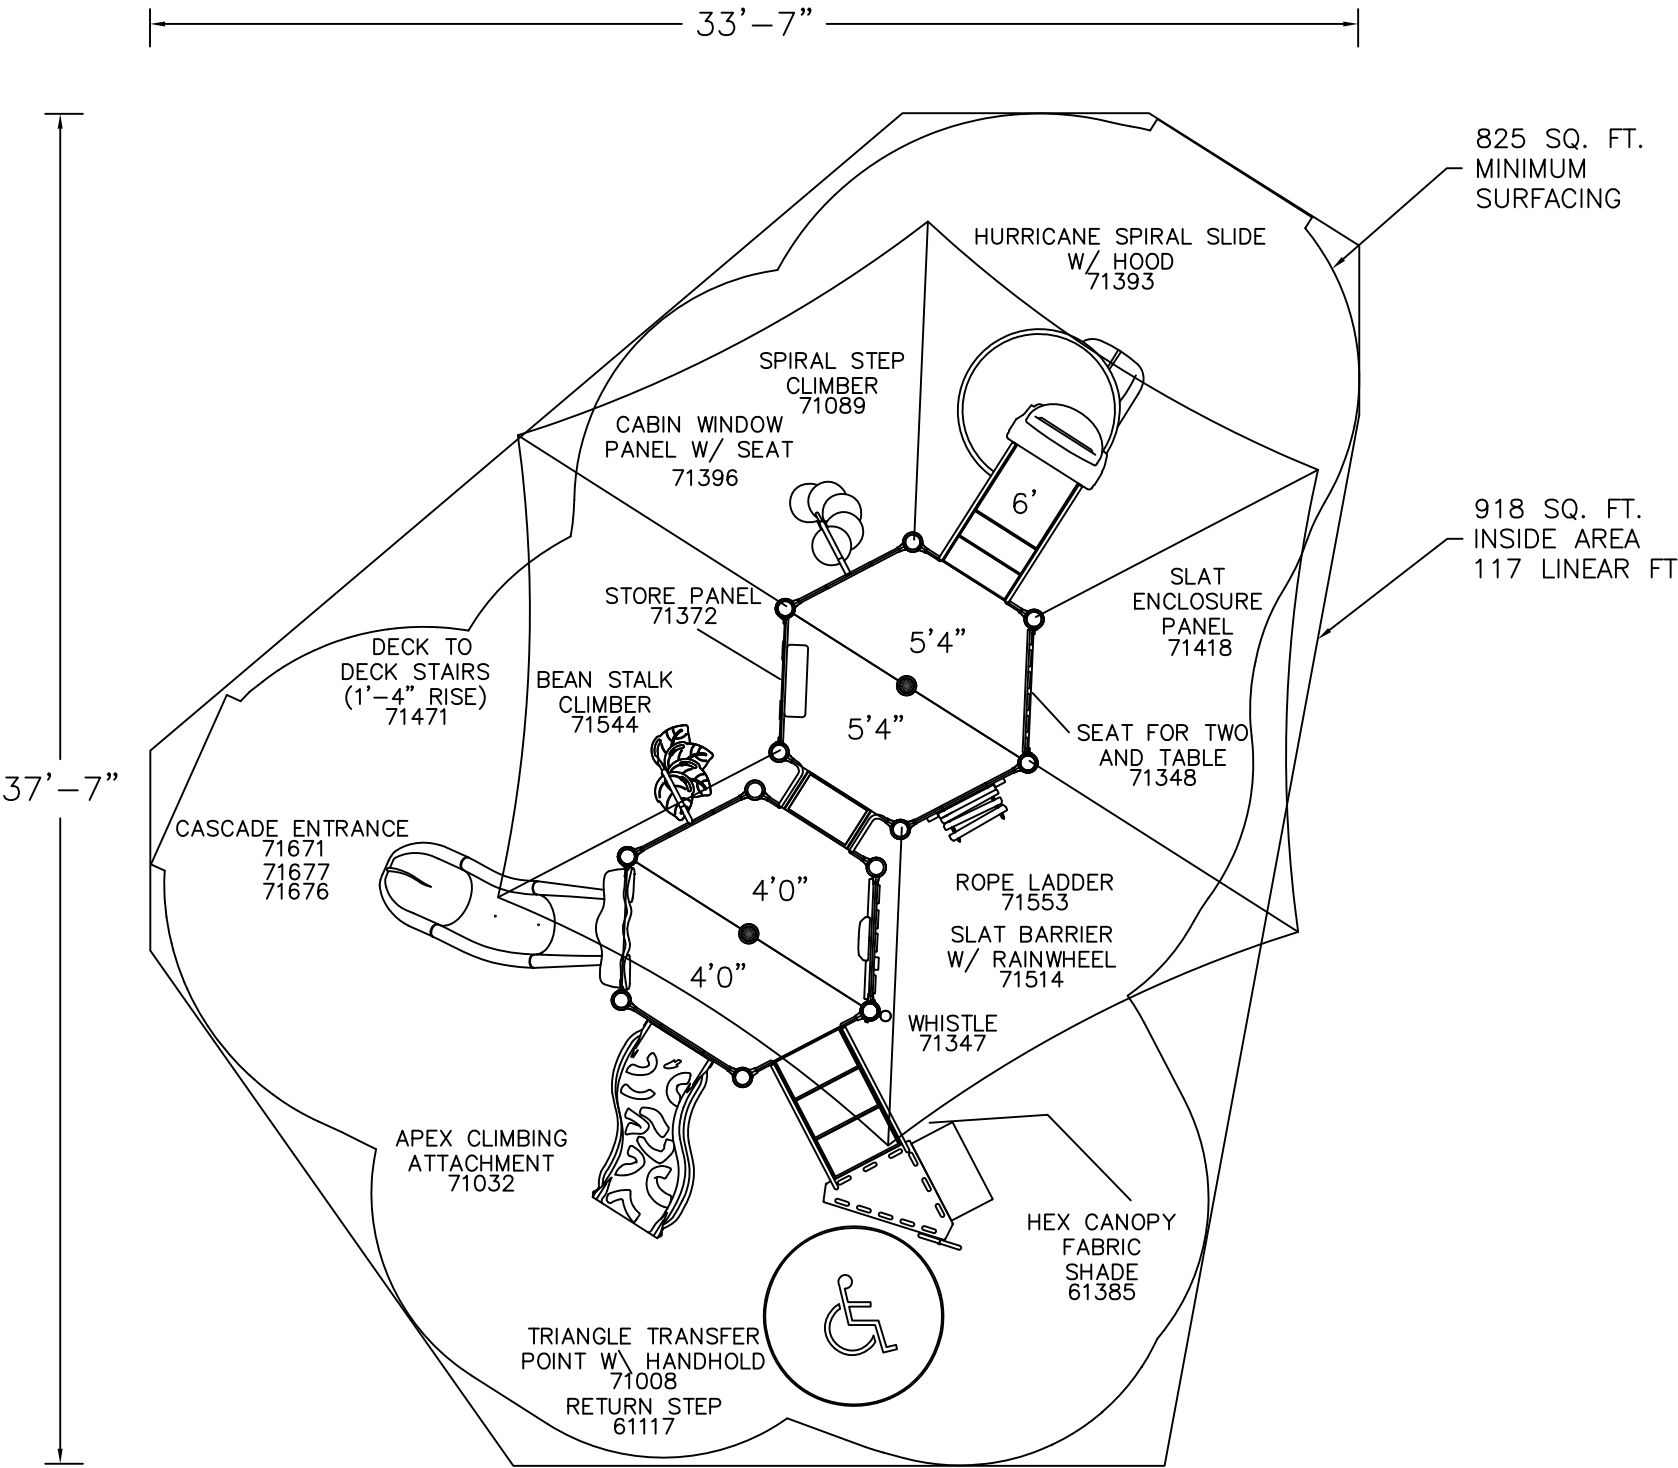 33'-7"
825 SQ. FT.
MINIMUM
SURFACING
HURRICANE SPIRAL SLIDE
W/ HOOD
71393
SPIRAL STEP
CLIMBER
71089
CABIN WINDOW
PANEL W/ SEAT
71396
6'
918 SQ. FT.
INSIDE AREA
117 LINEAR FT
SLAT
ENCLOSURE
PANEL
71418
STORE PANEL
71372
5'4"
DECK TO
DECK STAIRS
(1'-4" RISE)
71471
BEAN STALK
CLIMBER
71544
5'4"
SEAT FOR TWO
AND TABLE
71348
37'-7"
CASCADE ENTRANCE
71671
71677
71676
4'0"
ROPE LADDER
71553
SLAT BARRIER
W/ RAINWHEEL
71514
4'0"
WHISTLE
71347
APEX CLIMBING
ATTACHMENT
71032
HEX CANOPY
FABRIC
SHADE
61385
TRIANGLE TRANSFER
POINT W\ HANDHOLD
71008
RETURN STEP
61117